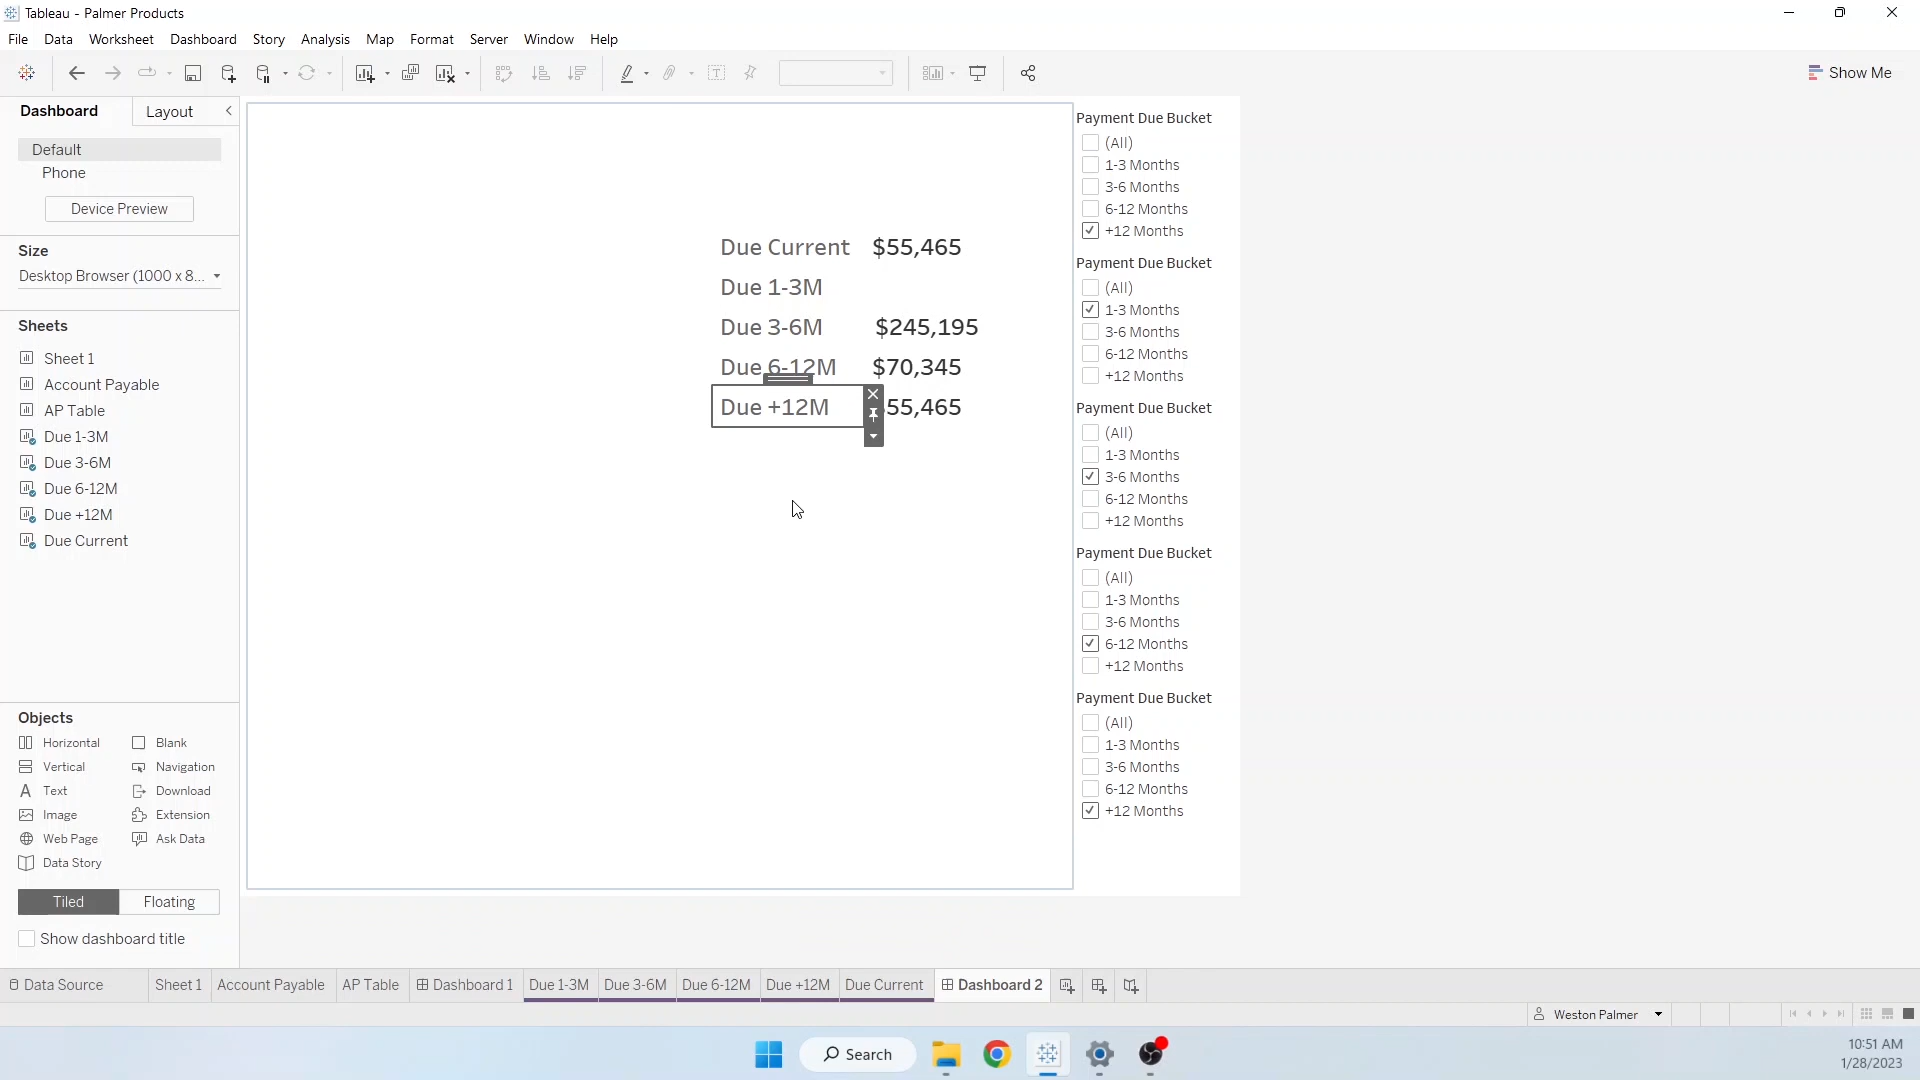 Tableau - Palmer Products
File Data Worksheet Dashboard Story Analysis Map Format Server Window Help
Show Me
Dashboard Layout
Default
Phone
Device Preview
Size
Desktop Browser (1000 x 8...
Sheets
Sheet 1
Account Payable
AP Table
Due 1-3M
Due 3-6M
Due 6-12M
Due +12M
Due Current
Objects
Horizontal Blank
Vertical Navigation
Text Download
Image Extension
Web Page Ask Data
Data Story
Tiled Floating
Show dashboard title
Due Current $55,465
Due 1-3M
Due 3-6M $245,195
Due 6-12M $70,345
Due +12M 55,465
Payment Due Bucket
(All)
1-3 Months
3-6 Months
6-12 Months
+12 Months
Payment Due Bucket
(All)
1-3 Months
3-6 Months
6-12 Months
+12 Months
Payment Due Bucket
(All)
1-3 Months
3-6 Months
6-12 Months
+12 Months
Payment Due Bucket
(All)
1-3 Months
3-6 Months
6-12 Months
+12 Months
Payment Due Bucket
(All)
1-3 Months
3-6 Months
6-12 Months
+12 Months
Data Source Sheet 1 Account Payable AP Table Dashboard 1 Due 1-3M Due 3-6M Due 6-12M Due +12M Due Current Dashboard 2
Weston Palmer
Search
10:51 AM
1/28/2023